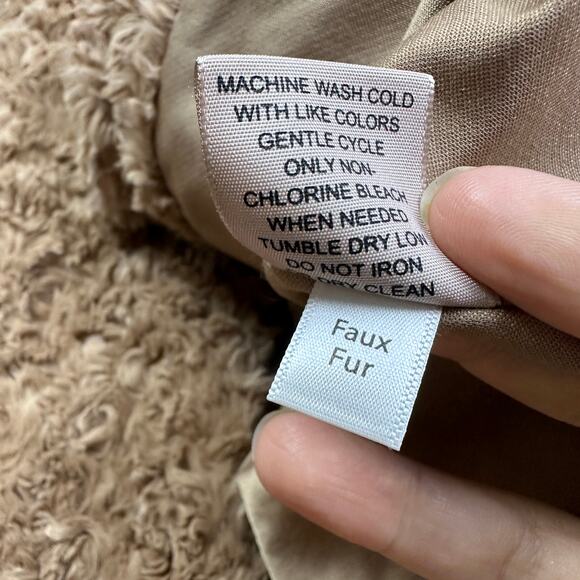 MACHINE WASH COLD
WITH LIKE COLORS
GENTLE CYCLE
ONLY NON-
CHLORINE BLEACH
WHEN NEEDED
TUMBLE DRY LOW
DO NOT IRON
DRY CLEAN
Faux
Fur